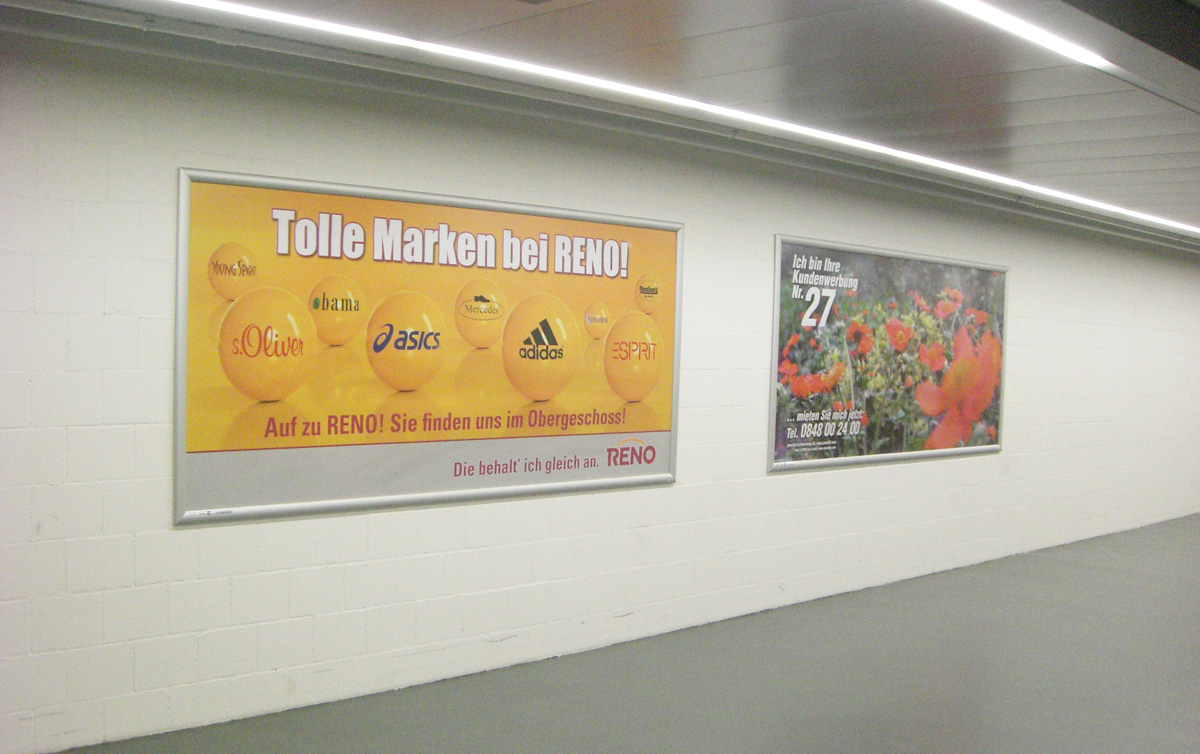 Tolle Marken bei RENO!
YOUNG SPIRIT
bama
Mercedes
s.Oliver
asics
adidas
ESPRIT
Auf zu RENO! Sie finden uns im Obergeschoss!
Die behalt' ich gleich an. RENO
Ich bin Ihre
Kundenwerbung
Nr. 27
... mieten Sie mich jetzt:
Tel. 0848 00 24 00